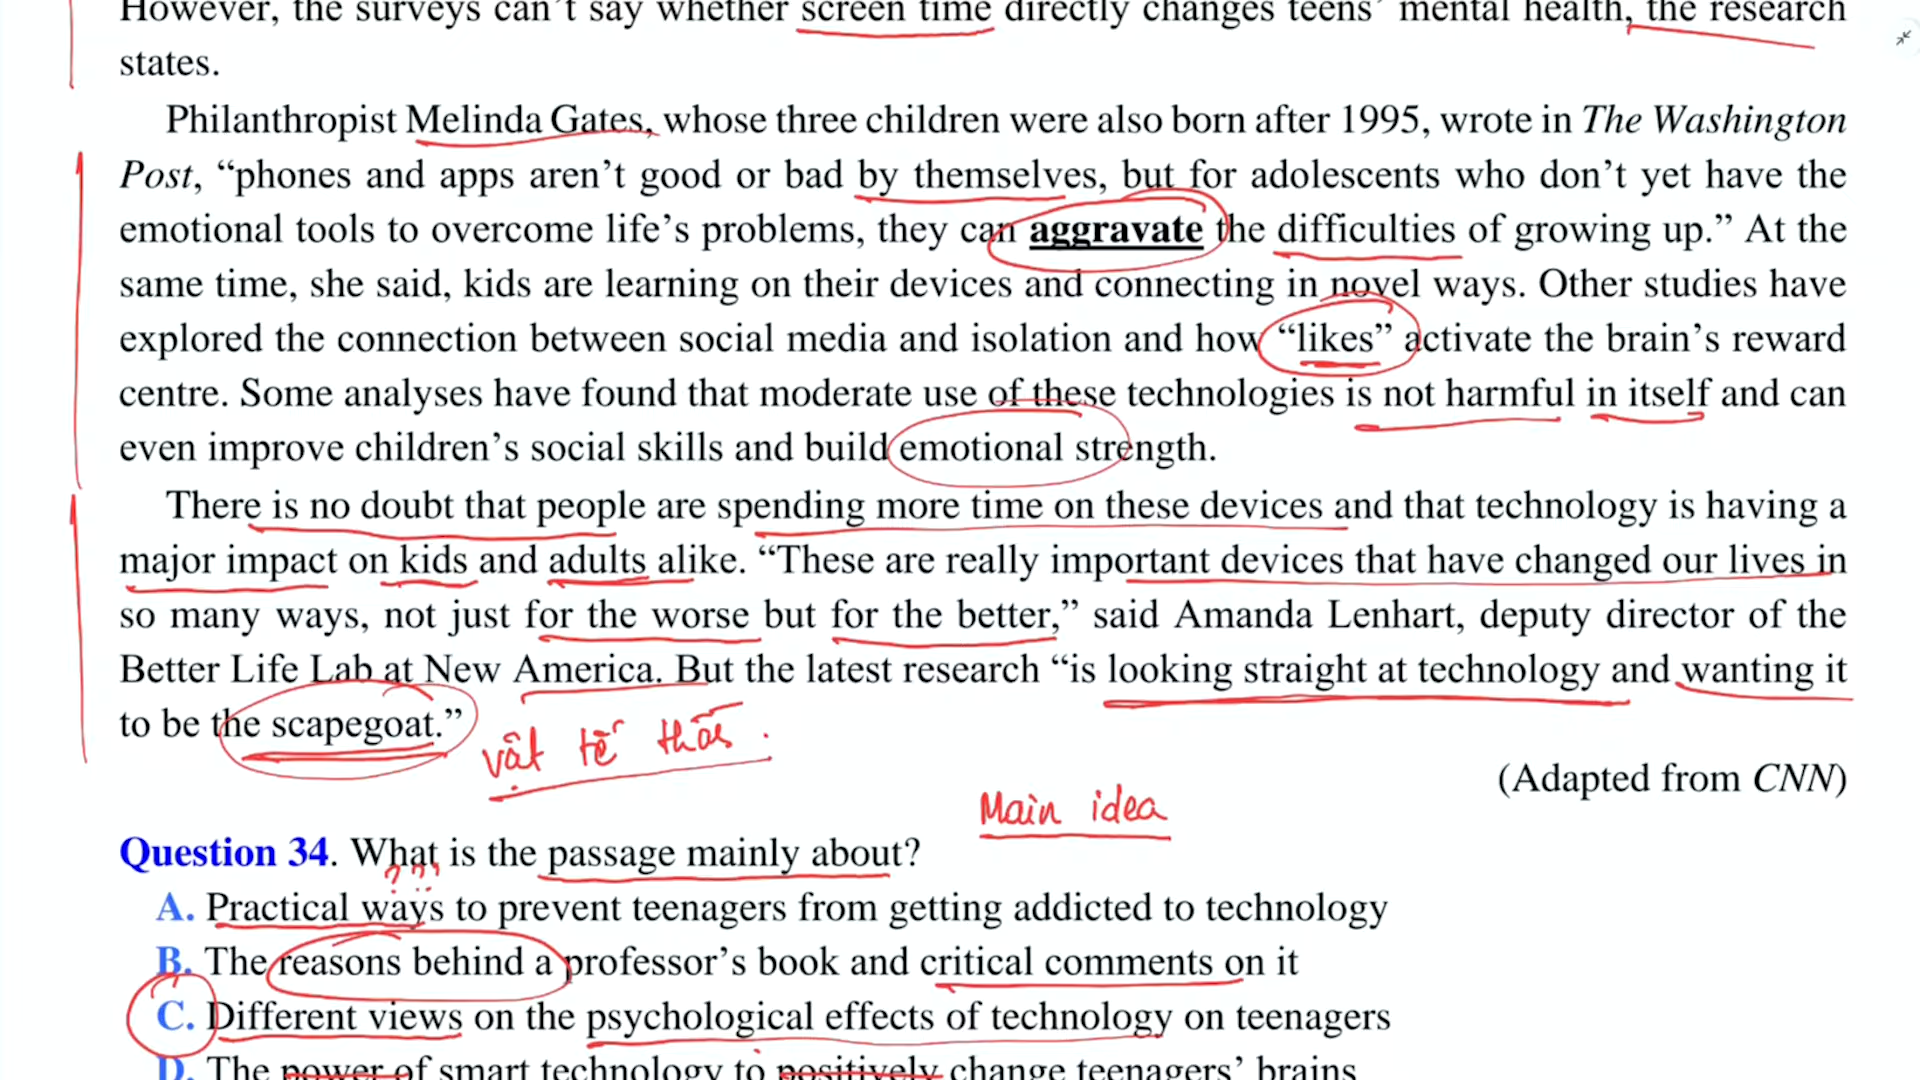 However, the surveys can't say whether screen time directly changes teens' mental health, the research
states.
Philanthropist Melinda Gates, whose three children were also born after 1995, wrote in The Washington
Post, “phones and apps aren't good or bad by themselves, but for adolescents who don't yet have the
emotional tools to overcome life's problems, they can aggravate the difficulties of growing up.” At the
same time, she said, kids are learning on their devices and connecting in novel ways. Other studies have
explored the connection between social media and isolation and how “likes” activate the brain's reward
centre. Some analyses have found that moderate use of these technologies is not harmful in itself and can
even improve children's social skills and build emotional strength.
There is no doubt that people are spending more time on these devices and that technology is having a
major impact on kids and adults alike. “These are really important devices that have changed our lives in
so many ways, not just for the worse but for the better,” said Amanda Lenhart, deputy director of the
Better Life Lab at New America. But the latest research “is looking straight at technology and wanting it
to be the scapegoat.”
vật tế thần.
(Adapted from CNN)
Main idea
Question 34. What is the passage mainly about?
???
A. Practical ways to prevent teenagers from getting addicted to technology
B. The reasons behind a professor's book and critical comments on it
C. Different views on the psychological effects of technology on teenagers
D. The power of smart technology to positively change teenagers' brains